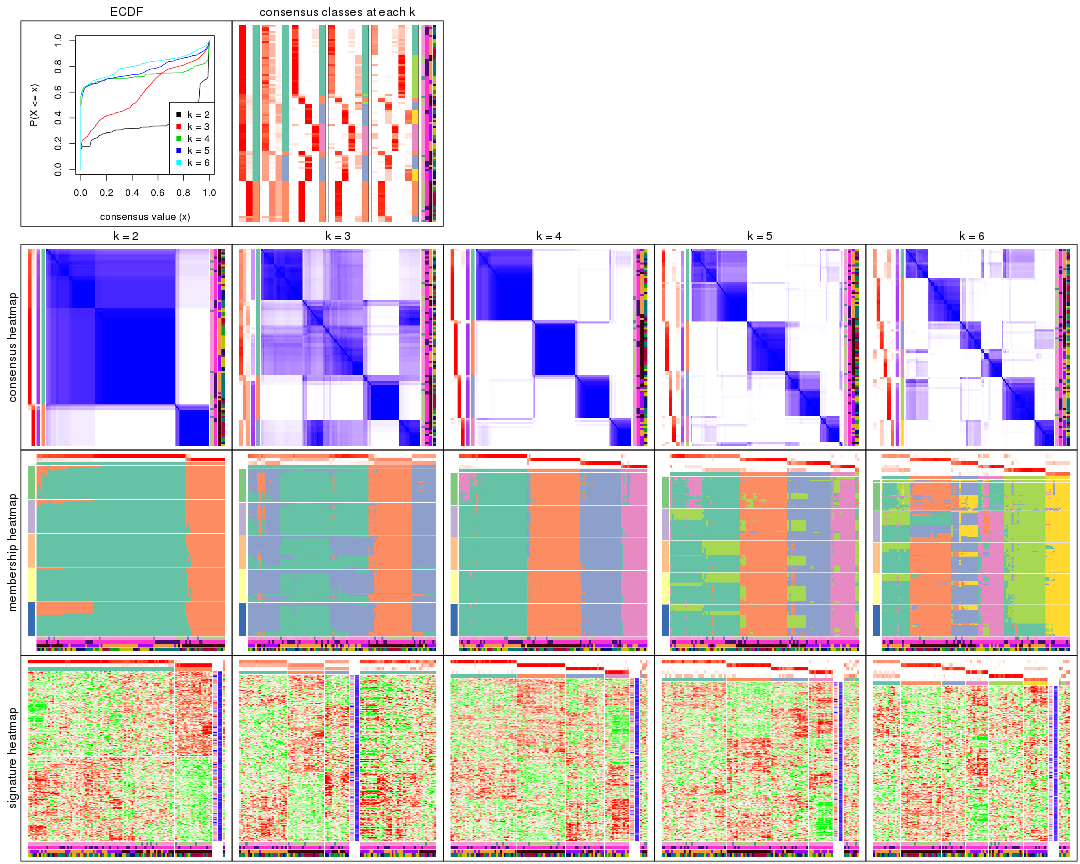 ECDF
consensus classes at each k
P(X <= x)
0.0 0.2 0.4 0.6 0.8 1.0
k = 2
k = 3
k = 4
k = 5
k = 6
0.0 0.2 0.4 0.6 0.8 1.0
consensus value (x)
k = 2 k = 3 k = 4 k = 5 k = 6
consensus heatmap
membership heatmap
signature heatmap